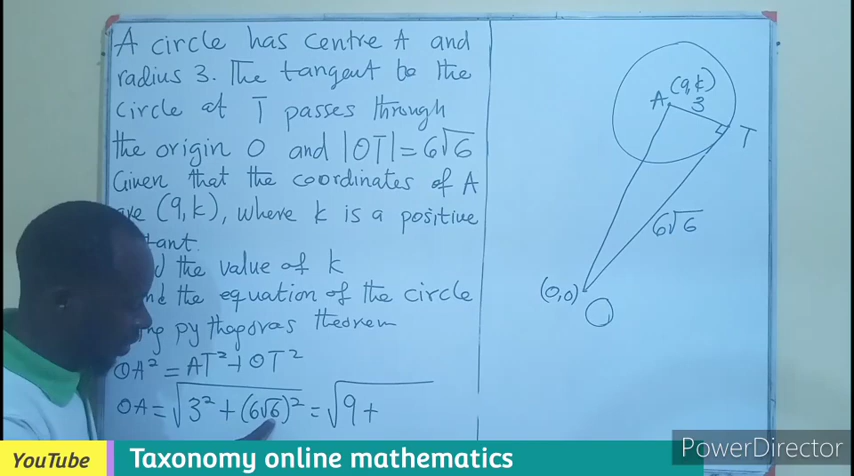 A circle has centre A and
radius 3. The tangent to the
circle at T passes through
the origin O and |OT| = 6√6
Given that the coordinates of A
are (9, k), where k is a positive
the value of k
the equation of the circle
pythagoras theorem
OA² = AT² + OT²
OA = √3² + (6√6)² = √9 +
(9, k)
A 3
T
6√6
(0,0)
O
PowerDirector
YouTube Taxonomy online mathematics